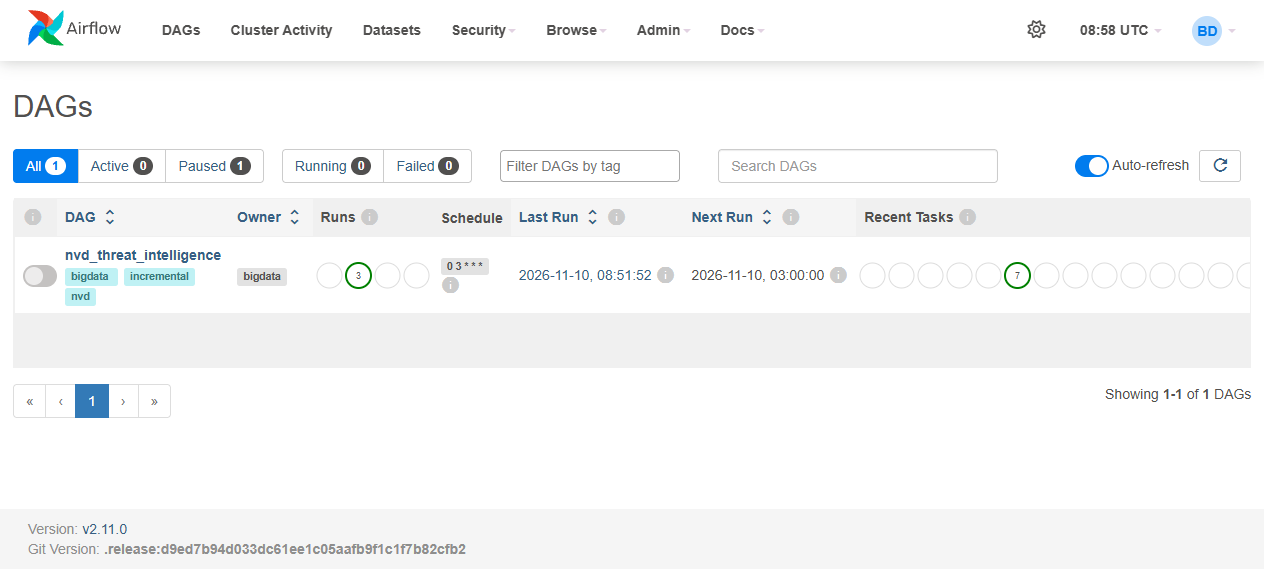 Airflow DAGs Cluster Activity Datasets Security Browse Admin Docs 08:58 UTC BD
DAGs
All 1 Active 0 Paused 1 Running 0 Failed 0 Filter DAGs by tag Search DAGs Auto-refresh
DAG Owner Runs Schedule Last Run Next Run Recent Tasks
nvd_threat_intelligence
bigdata incremental
nvd
bigdata 3 0 3 * * * 2026-11-10, 08:51:52 2026-11-10, 03:00:00 7
« ‹ 1 › »
Showing 1-1 of 1 DAGs
Version: v2.11.0
Git Version: .release:d9ed7b94d033dc61ee1c05aafb9f1c1f7b82cfb2